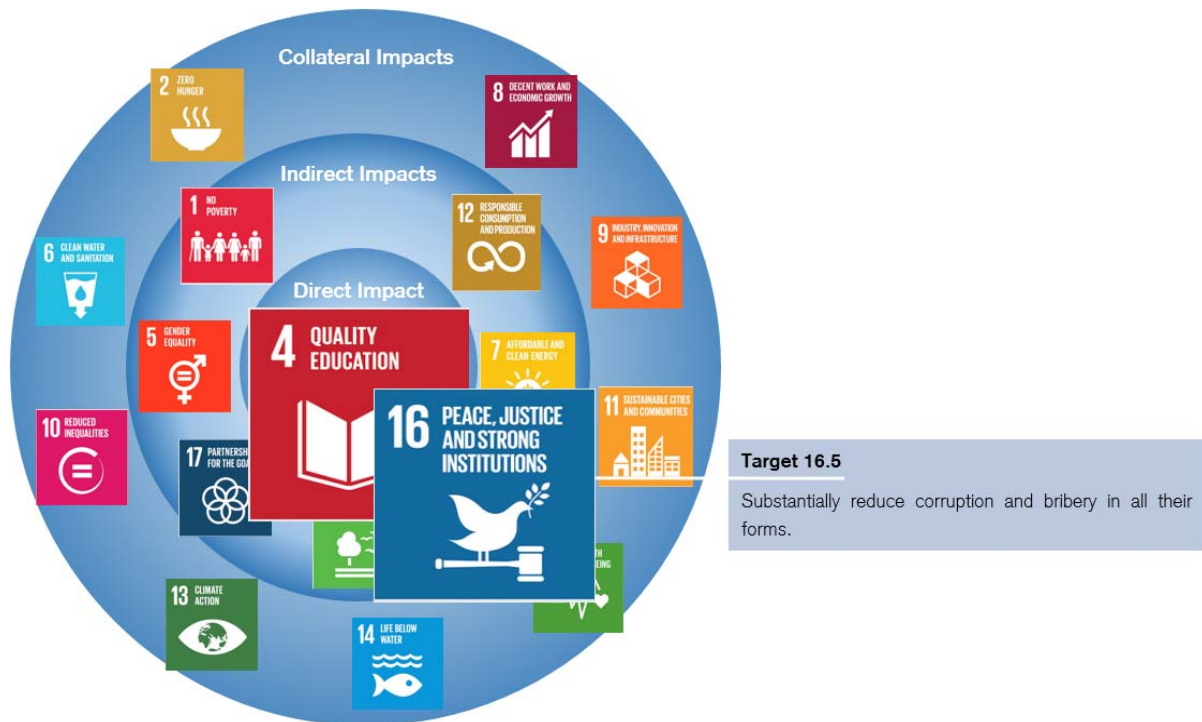 Collateral Impacts
2 ZERO
HUNGER
8 DECENT WORK AND
ECONOMIC GROWTH
Indirect Impacts
1 NO
POVERTY
12 RESPONSIBLE
CONSUMPTION
AND PRODUCTION
9 INDUSTRY, INNOVATION
AND INFRASTRUCTURE
6 CLEAN WATER
AND SANITATION
Direct Impact
5 GENDER
EQUALITY
4 QUALITY
EDUCATION
7 AFFORDABLE AND
CLEAN ENERGY
11 SUSTAINABLE CITIES
AND COMMUNITIES
10 REDUCED
INEQUALITIES
16 PEACE, JUSTICE
AND STRONG
INSTITUTIONS
17
FOR THE
Target 16.5
Substantially reduce corruption and bribery in all their
forms.
13 CLIMATE
ACTION
14 LIFE BELOW
WATER